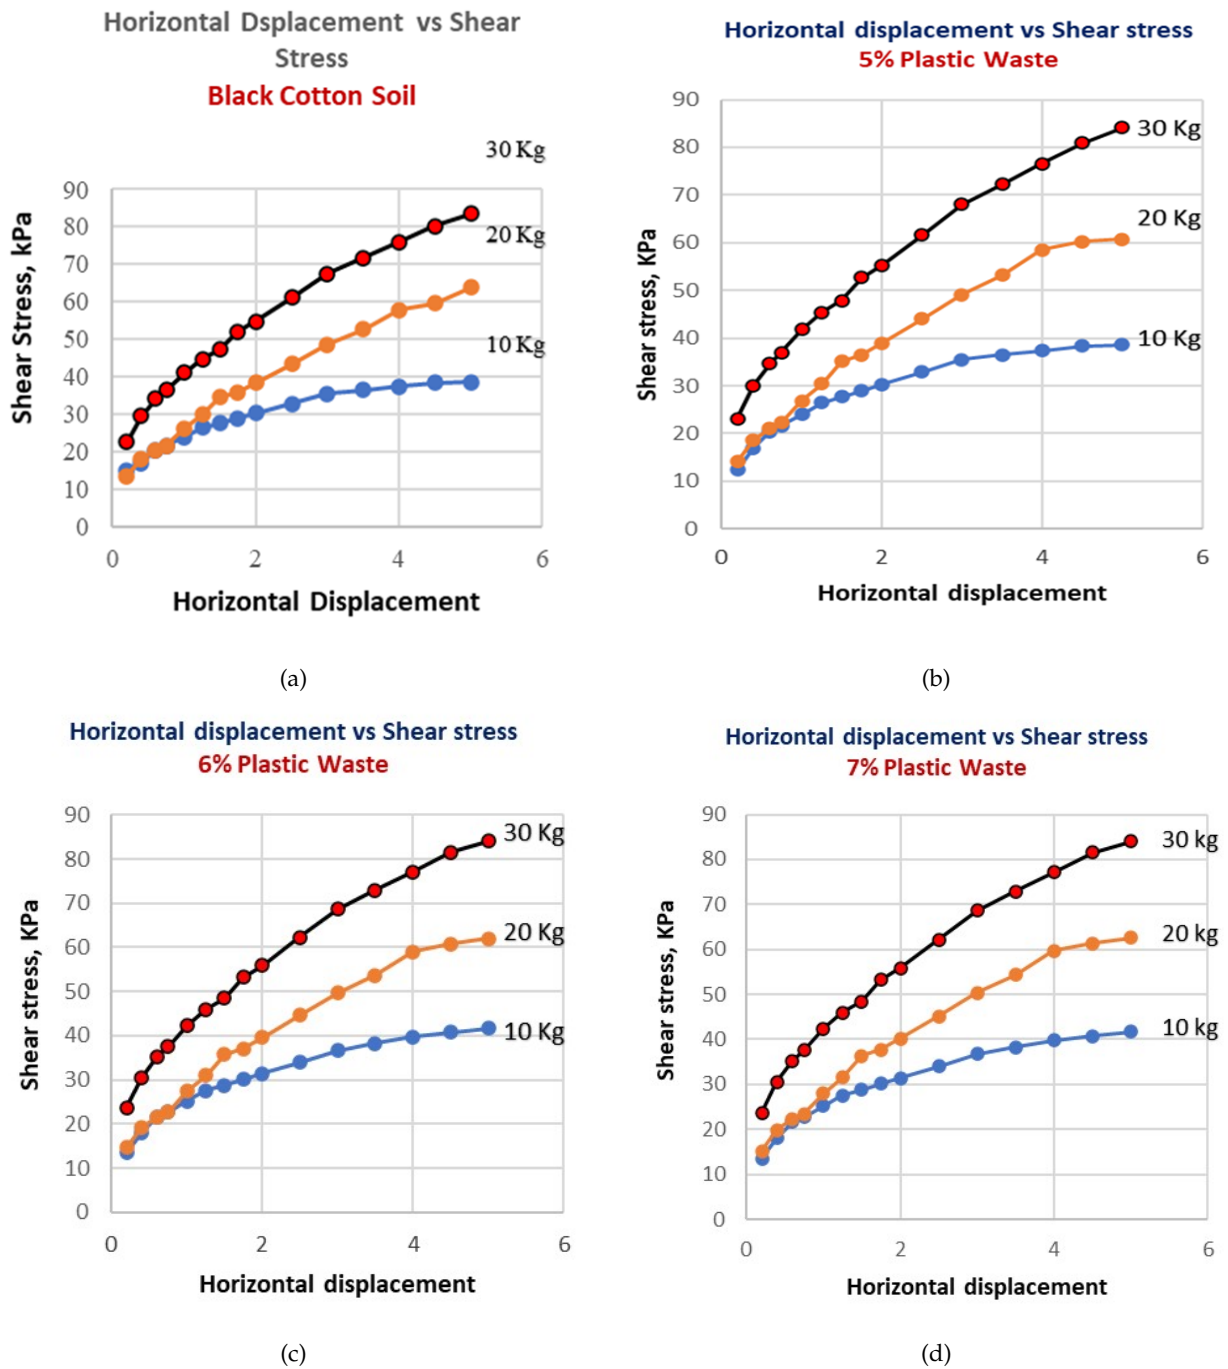 Horizontal Dsplacement vs Shear
Stress
Black Cotton Soil
30 Kg
90
80
20 Kg
70
60
50
10 Kg
40
30
20
10
0
0 2 4 6
Shear Stress, kPa
Horizontal Displacement
(a)
Horizontal displacement vs Shear stress
5% Plastic Waste
90
30 Kg
80
70
20 Kg
60
50
10 Kg
40
30
20
10
0
0 2 4 6
Shear stress, KPa
Horizontal displacement
(b)
Horizontal displacement vs Shear stress
6% Plastic Waste
90
30 Kg
80
70
20 Kg
60
50
10 Kg
40
30
20
10
0
0 2 4 6
Shear stress, KPa
Horizontal displacement
(c)
Horizontal displacement vs Shear stress
7% Plastic Waste
90
30 kg
80
70
20 kg
60
50
10 kg
40
30
20
10
0
0 2 4 6
Shear stress, KPa
Horizontal displacement
(d)